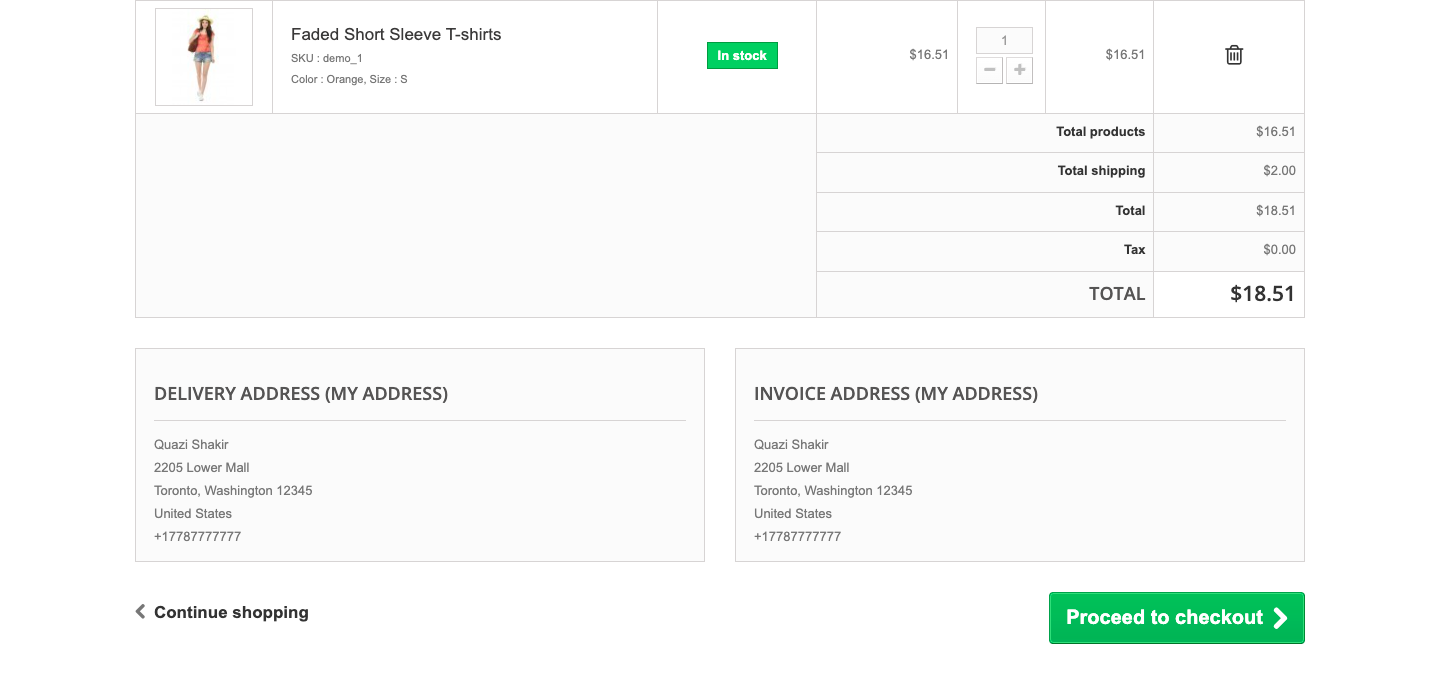 Faded Short Sleeve T-shirts
SKU : demo_1
Color : Orange, Size : S
In stock
$16.51
1
$16.51
Total products $16.51
Total shipping $2.00
Total $18.51
Tax $0.00
TOTAL $18.51
DELIVERY ADDRESS (MY ADDRESS)
Quazi Shakir
2205 Lower Mall
Toronto, Washington 12345
United States
+17787777777
INVOICE ADDRESS (MY ADDRESS)
Quazi Shakir
2205 Lower Mall
Toronto, Washington 12345
United States
+17787777777
Continue shopping
Proceed to checkout